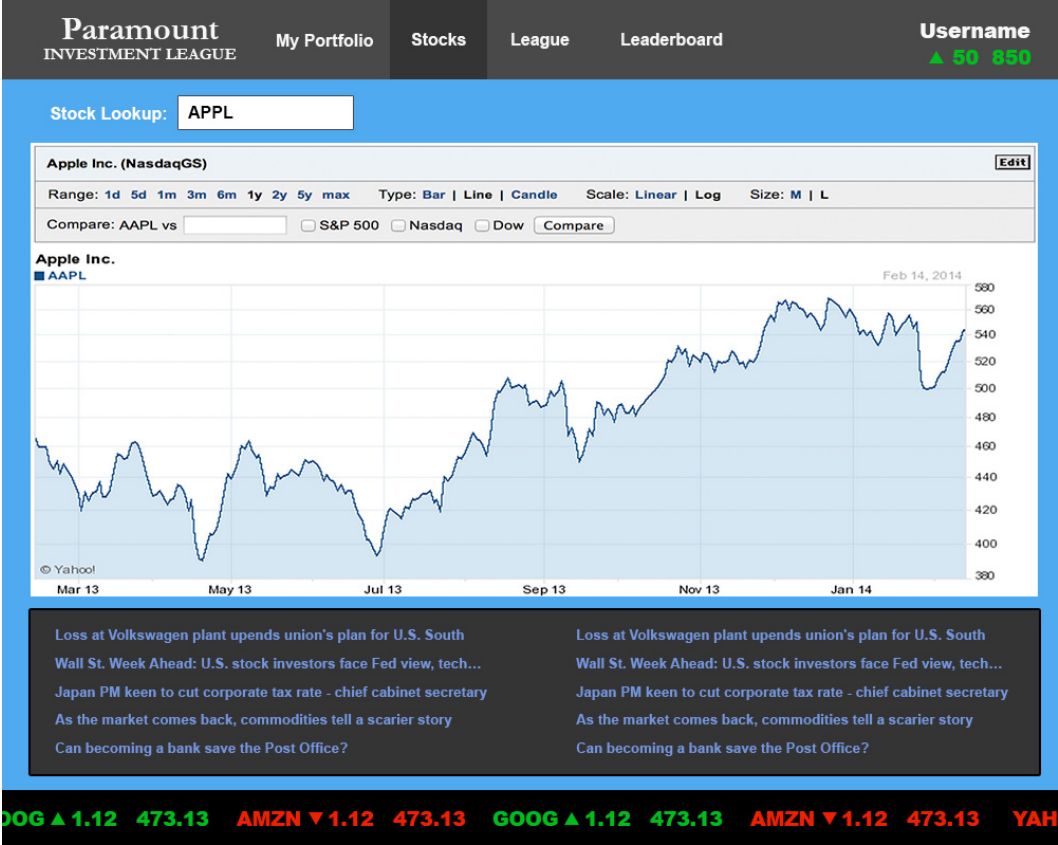 Paramount
INVESTMENT LEAGUE
My Portfolio Stocks League Leaderboard
Username
▲ 50 850
Stock Lookup: APPL
Apple Inc. (NasdaqGS) Edit
Range: 1d 5d 1m 3m 6m 1y 2y 5y max Type: Bar | Line | Candle Scale: Linear | Log Size: M | L
Compare: AAPL vs S&P 500 Nasdaq Dow Compare
Apple Inc.
AAPL Feb 14, 2014
580
560
540
520
500
480
460
440
420
400
380
© Yahoo!
Mar 13 May 13 Jul 13 Sep 13 Nov 13 Jan 14
Loss at Volkswagen plant upends union's plan for U.S. South
Wall St. Week Ahead: U.S. stock investors face Fed view, tech...
Japan PM keen to cut corporate tax rate - chief cabinet secretary
As the market comes back, commodities tell a scarier story
Can becoming a bank save the Post Office?
Loss at Volkswagen plant upends union's plan for U.S. South
Wall St. Week Ahead: U.S. stock investors face Fed view, tech...
Japan PM keen to cut corporate tax rate - chief cabinet secretary
As the market comes back, commodities tell a scarier story
Can becoming a bank save the Post Office?
OOG ▲ 1.12 473.13 AMZN ▼ 1.12 473.13 GOOG ▲ 1.12 473.13 AMZN ▼ 1.12 473.13 YAH